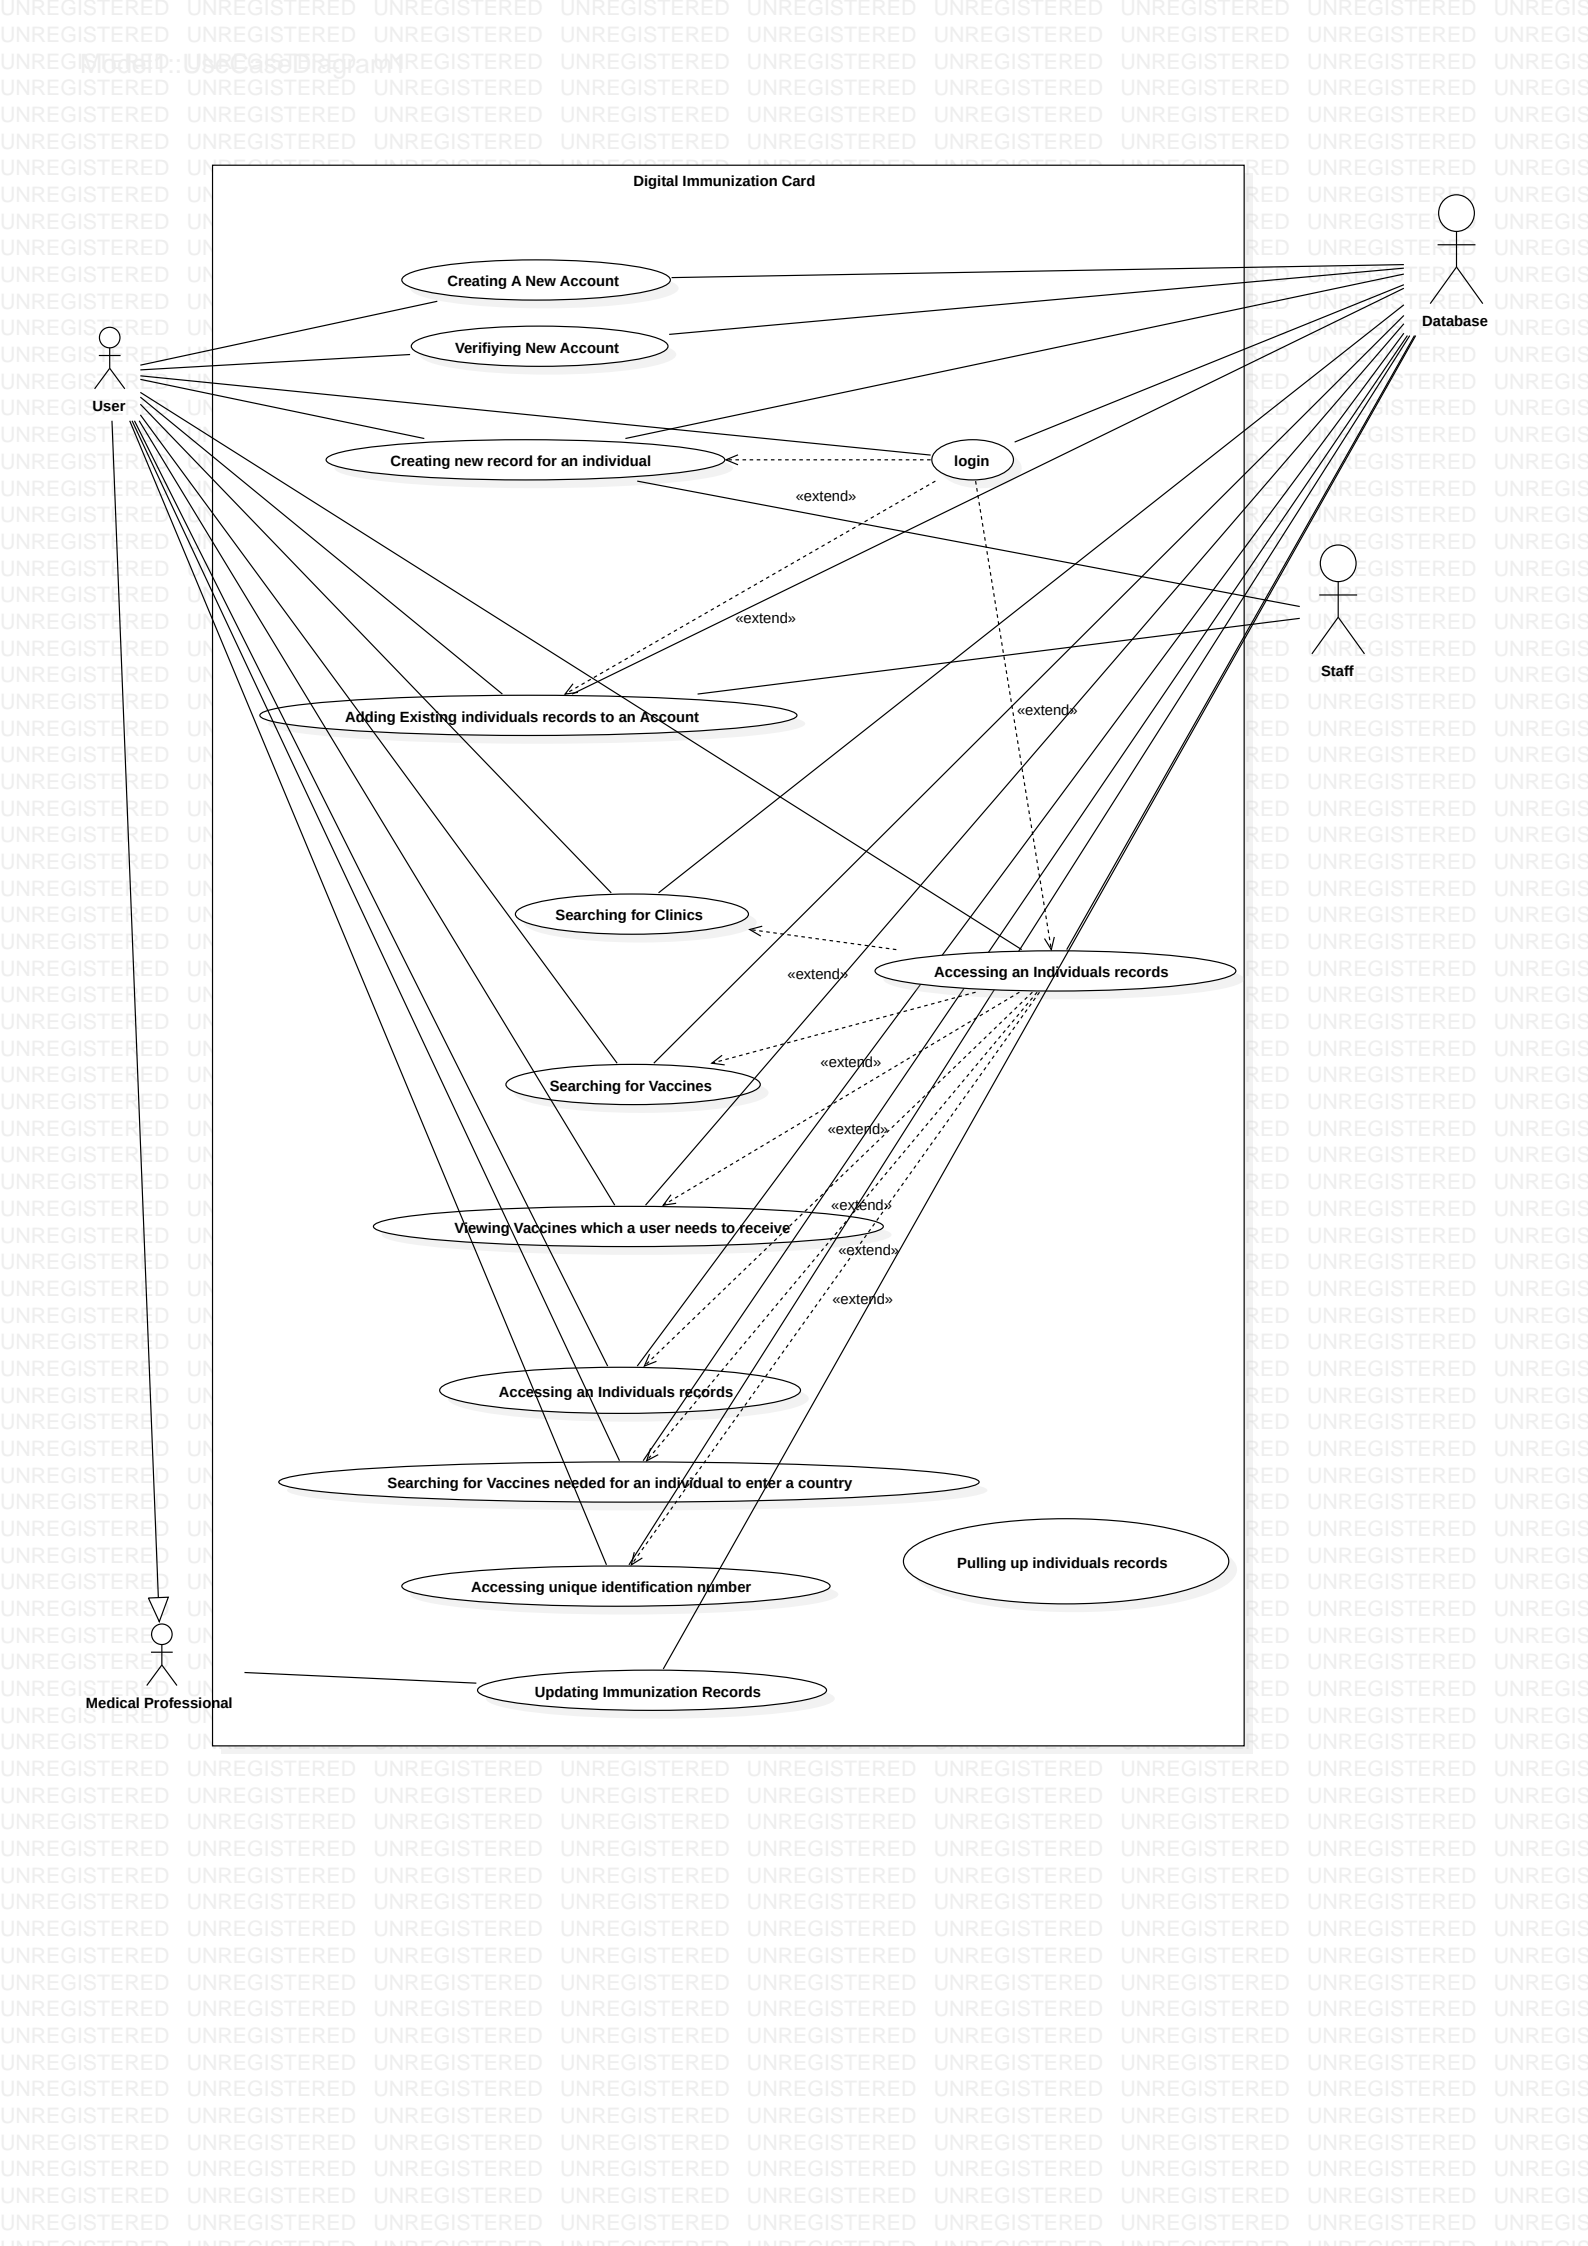 Model1::UseCaseDiagram1
Digital Immunization Card
Creating A New Account
Database
Verifiying New Account
User
Creating new record for an individual
login
«extend»
«extend»
Staff
«extend»
Adding Existing individuals records to an Account
Searching for Clinics
Accessing an Individuals records
«extend»
«extend»
Searching for Vaccines
«extend»
«extend»
Viewing Vaccines which a user needs to receive
«extend»
«extend»
Accessing an Individuals records
Searching for Vaccines needed for an individual to enter a country
Pulling up individuals records
Accessing unique identification number
Updating Immunization Records
Medical Professional
UNREGISTERED